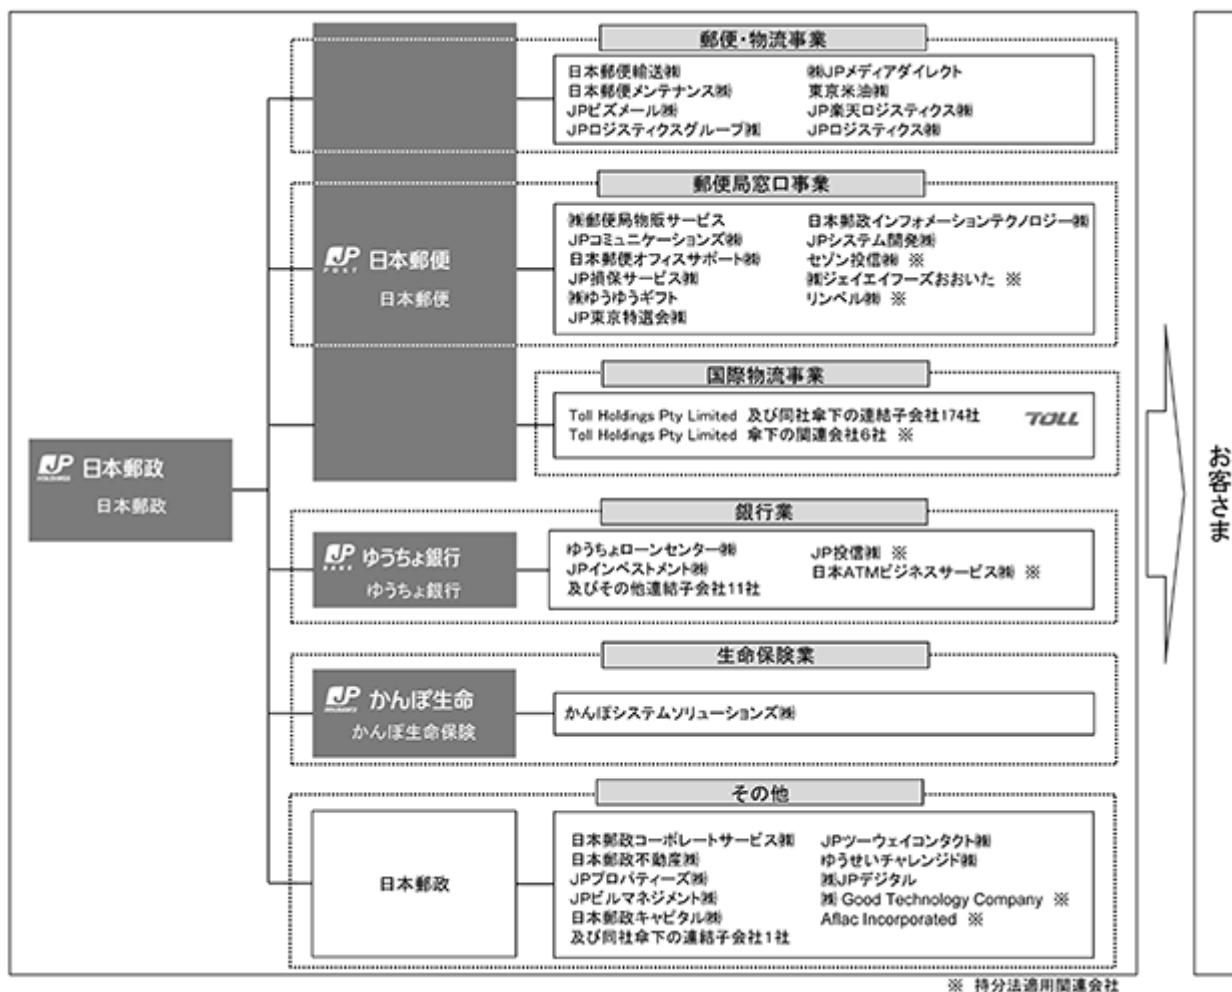 郵便・物流事業
日本郵便輸送㈱
日本郵便メンテナンス㈱
JPビズメール㈱
JPロジスティクスグループ㈱
㈱JPメディアダイレクト
東京米油㈱
JP楽天ロジスティクス㈱
JPロジスティクス㈱
郵便局窓口事業
JP POST 日本郵便
日本郵便
㈱郵便局物販サービス
JPコミュニケーションズ㈱
日本郵便オフィスサポート㈱
JP損保サービス㈱
㈱ゆうゆうギフト
JP東京特選会㈱
日本郵政インフォメーションテクノロジー㈱
JPシステム開発㈱
セゾン投信㈱ ※
㈱ジェイエイフーズおおいた ※
リンベル㈱ ※
国際物流事業
Toll Holdings Pty Limited 及び同社傘下の連結子会社174社
Toll Holdings Pty Limited 傘下の関連会社6社 ※
TOLL
JP HOLDINGS 日本郵政
日本郵政
銀行業
JP BANK ゆうちょ銀行
ゆうちょ銀行
ゆうちょローンセンター㈱
JPインベストメント㈱
及びその他連結子会社11社
JP投信㈱ ※
日本ATMビジネスサービス㈱ ※
生命保険業
JP INSURANCE かんぽ生命
かんぽ生命保険
かんぽシステムソリューションズ㈱
その他
日本郵政
日本郵政コーポレートサービス㈱
日本郵政不動産㈱
JPプロパティーズ㈱
JPビルマネジメント㈱
日本郵政キャピタル㈱
及び同社傘下の連結子会社1社
JPツーウェイコンタクト㈱
ゆうせいチャレンジド㈱
㈱JPデジタル
㈱ Good Technology Company ※
Aflac Incorporated ※
お客さま
※ 持分法適用関連会社